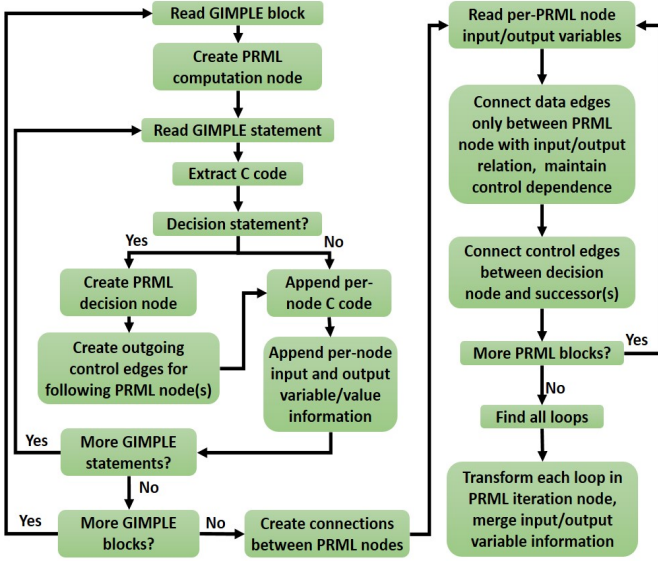 Read GIMPLE block
Create PRML
computation node
Read GIMPLE statement
Extract C code
Decision statement?
Yes
No
Create PRML
decision node
Create outgoing
control edges for
following PRML node(s)
Append per-
node C code
Append per-node
input and output
variable/value
information
More GIMPLE
statements?
Yes
No
More GIMPLE
blocks?
Yes
No
Create connections
between PRML nodes
Read per-PRML node
input/output variables
Connect data edges
only between PRML
node with input/output
relation, maintain
control dependence
Connect control edges
between decision
node and successor(s)
More PRML blocks?
Yes
No
Find all loops
Transform each loop in
PRML iteration node,
merge input/output
variable information